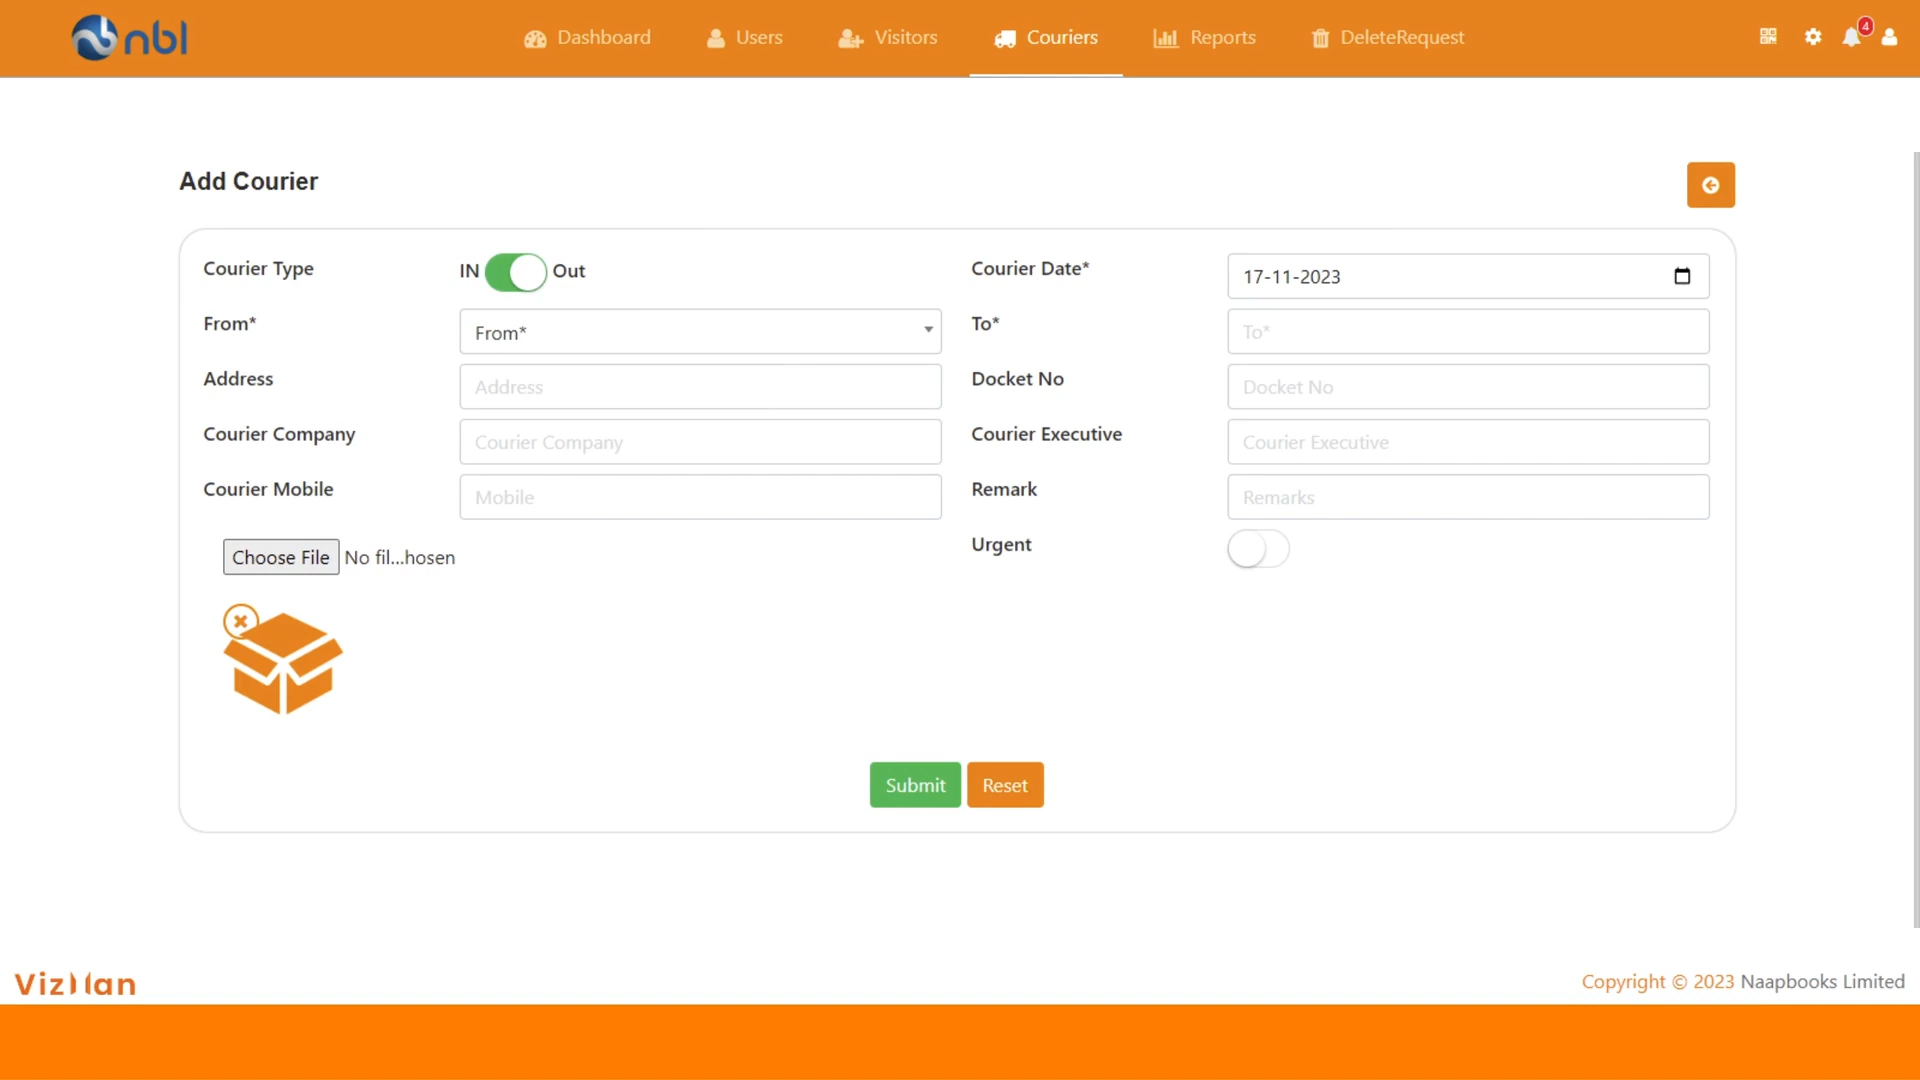 nbl
Dashboard
Users
Visitors
Couriers
Reports
DeleteRequest
4
Add Courier
Courier Type
IN
Out
Courier Date*
17-11-2023
From*
From*
To*
To*
Address
Address
Docket No
Docket No
Courier Company
Courier Company
Courier Executive
Courier Executive
Courier Mobile
Mobile
Remark
Remarks
Choose File No fil...hosen
Urgent
Submit
Reset
VizMan
Copyright © 2023 Naapbooks Limited